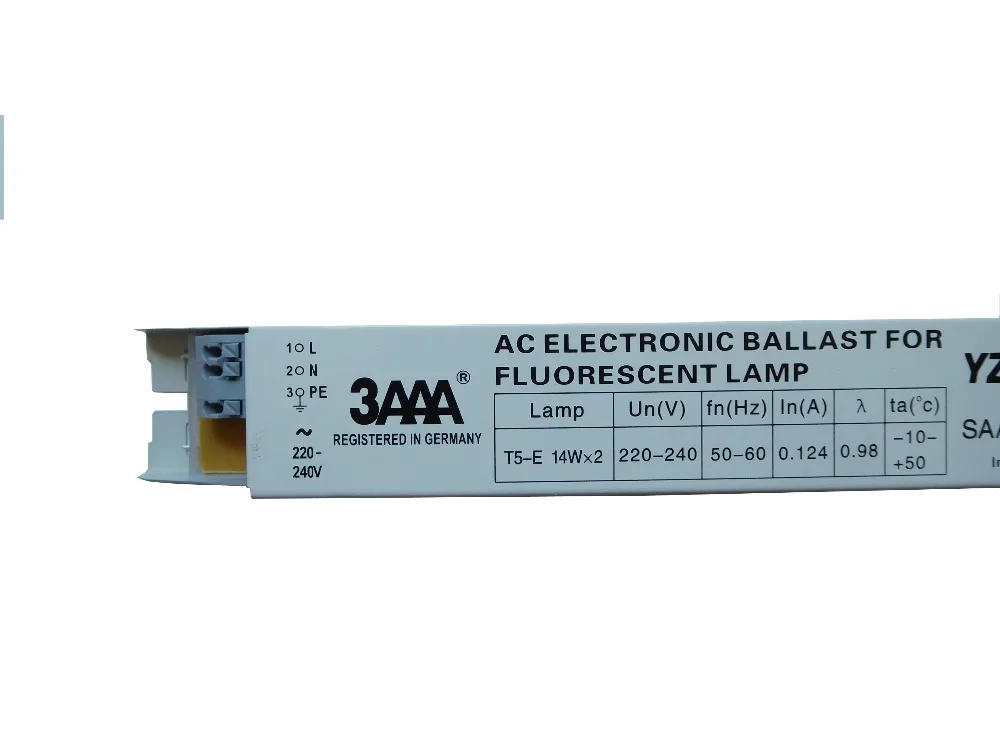 1 L
2 N
3 PE
~
220-
240V
3AAA®
REGISTERED IN GERMANY
AC ELECTRONIC BALLAST FOR
FLUORESCENT LAMP
Lamp Un(V) fn(Hz) In(A) λ ta(°c)
T5-E 14W×2 220-240 50-60 0.124 0.98 -10-
+50
YZ